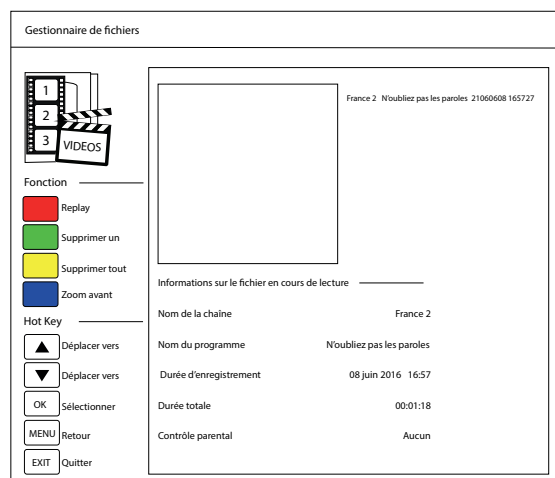 Gestionnaire de fichiers
1
2
3
VIDEOS
France 2 N'oubliez pas les paroles 21060608 165727
Fonction
Replay
Supprimer un
Supprimer tout
Zoom avant
Hot Key
Déplacer vers
Déplacer vers
OK Sélectionner
MENU Retour
EXIT Quitter
Informations sur le fichier en cours de lecture
Nom de la chaîne France 2
Nom du programme N'oubliez pas les paroles
Durée d'enregistrement 08 juin 2016 16:57
Durée totale 00:01:18
Contrôle parental Aucun